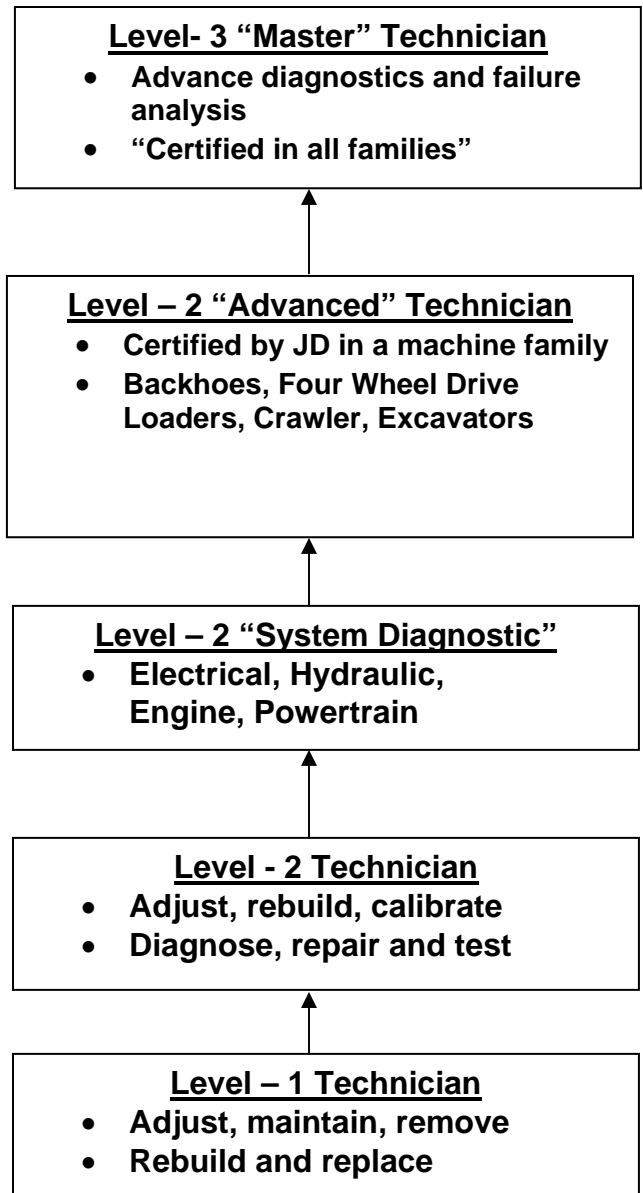 Level- 3 “Master” Technician
• Advance diagnostics and failure
analysis
• “Certified in all families”
Level – 2 “Advanced” Technician
• Certified by JD in a machine family
• Backhoes, Four Wheel Drive
Loaders, Crawler, Excavators
Level – 2 “System Diagnostic”
• Electrical, Hydraulic,
Engine, Powertrain
Level - 2 Technician
• Adjust, rebuild, calibrate
• Diagnose, repair and test
Level – 1 Technician
• Adjust, maintain, remove
• Rebuild and replace